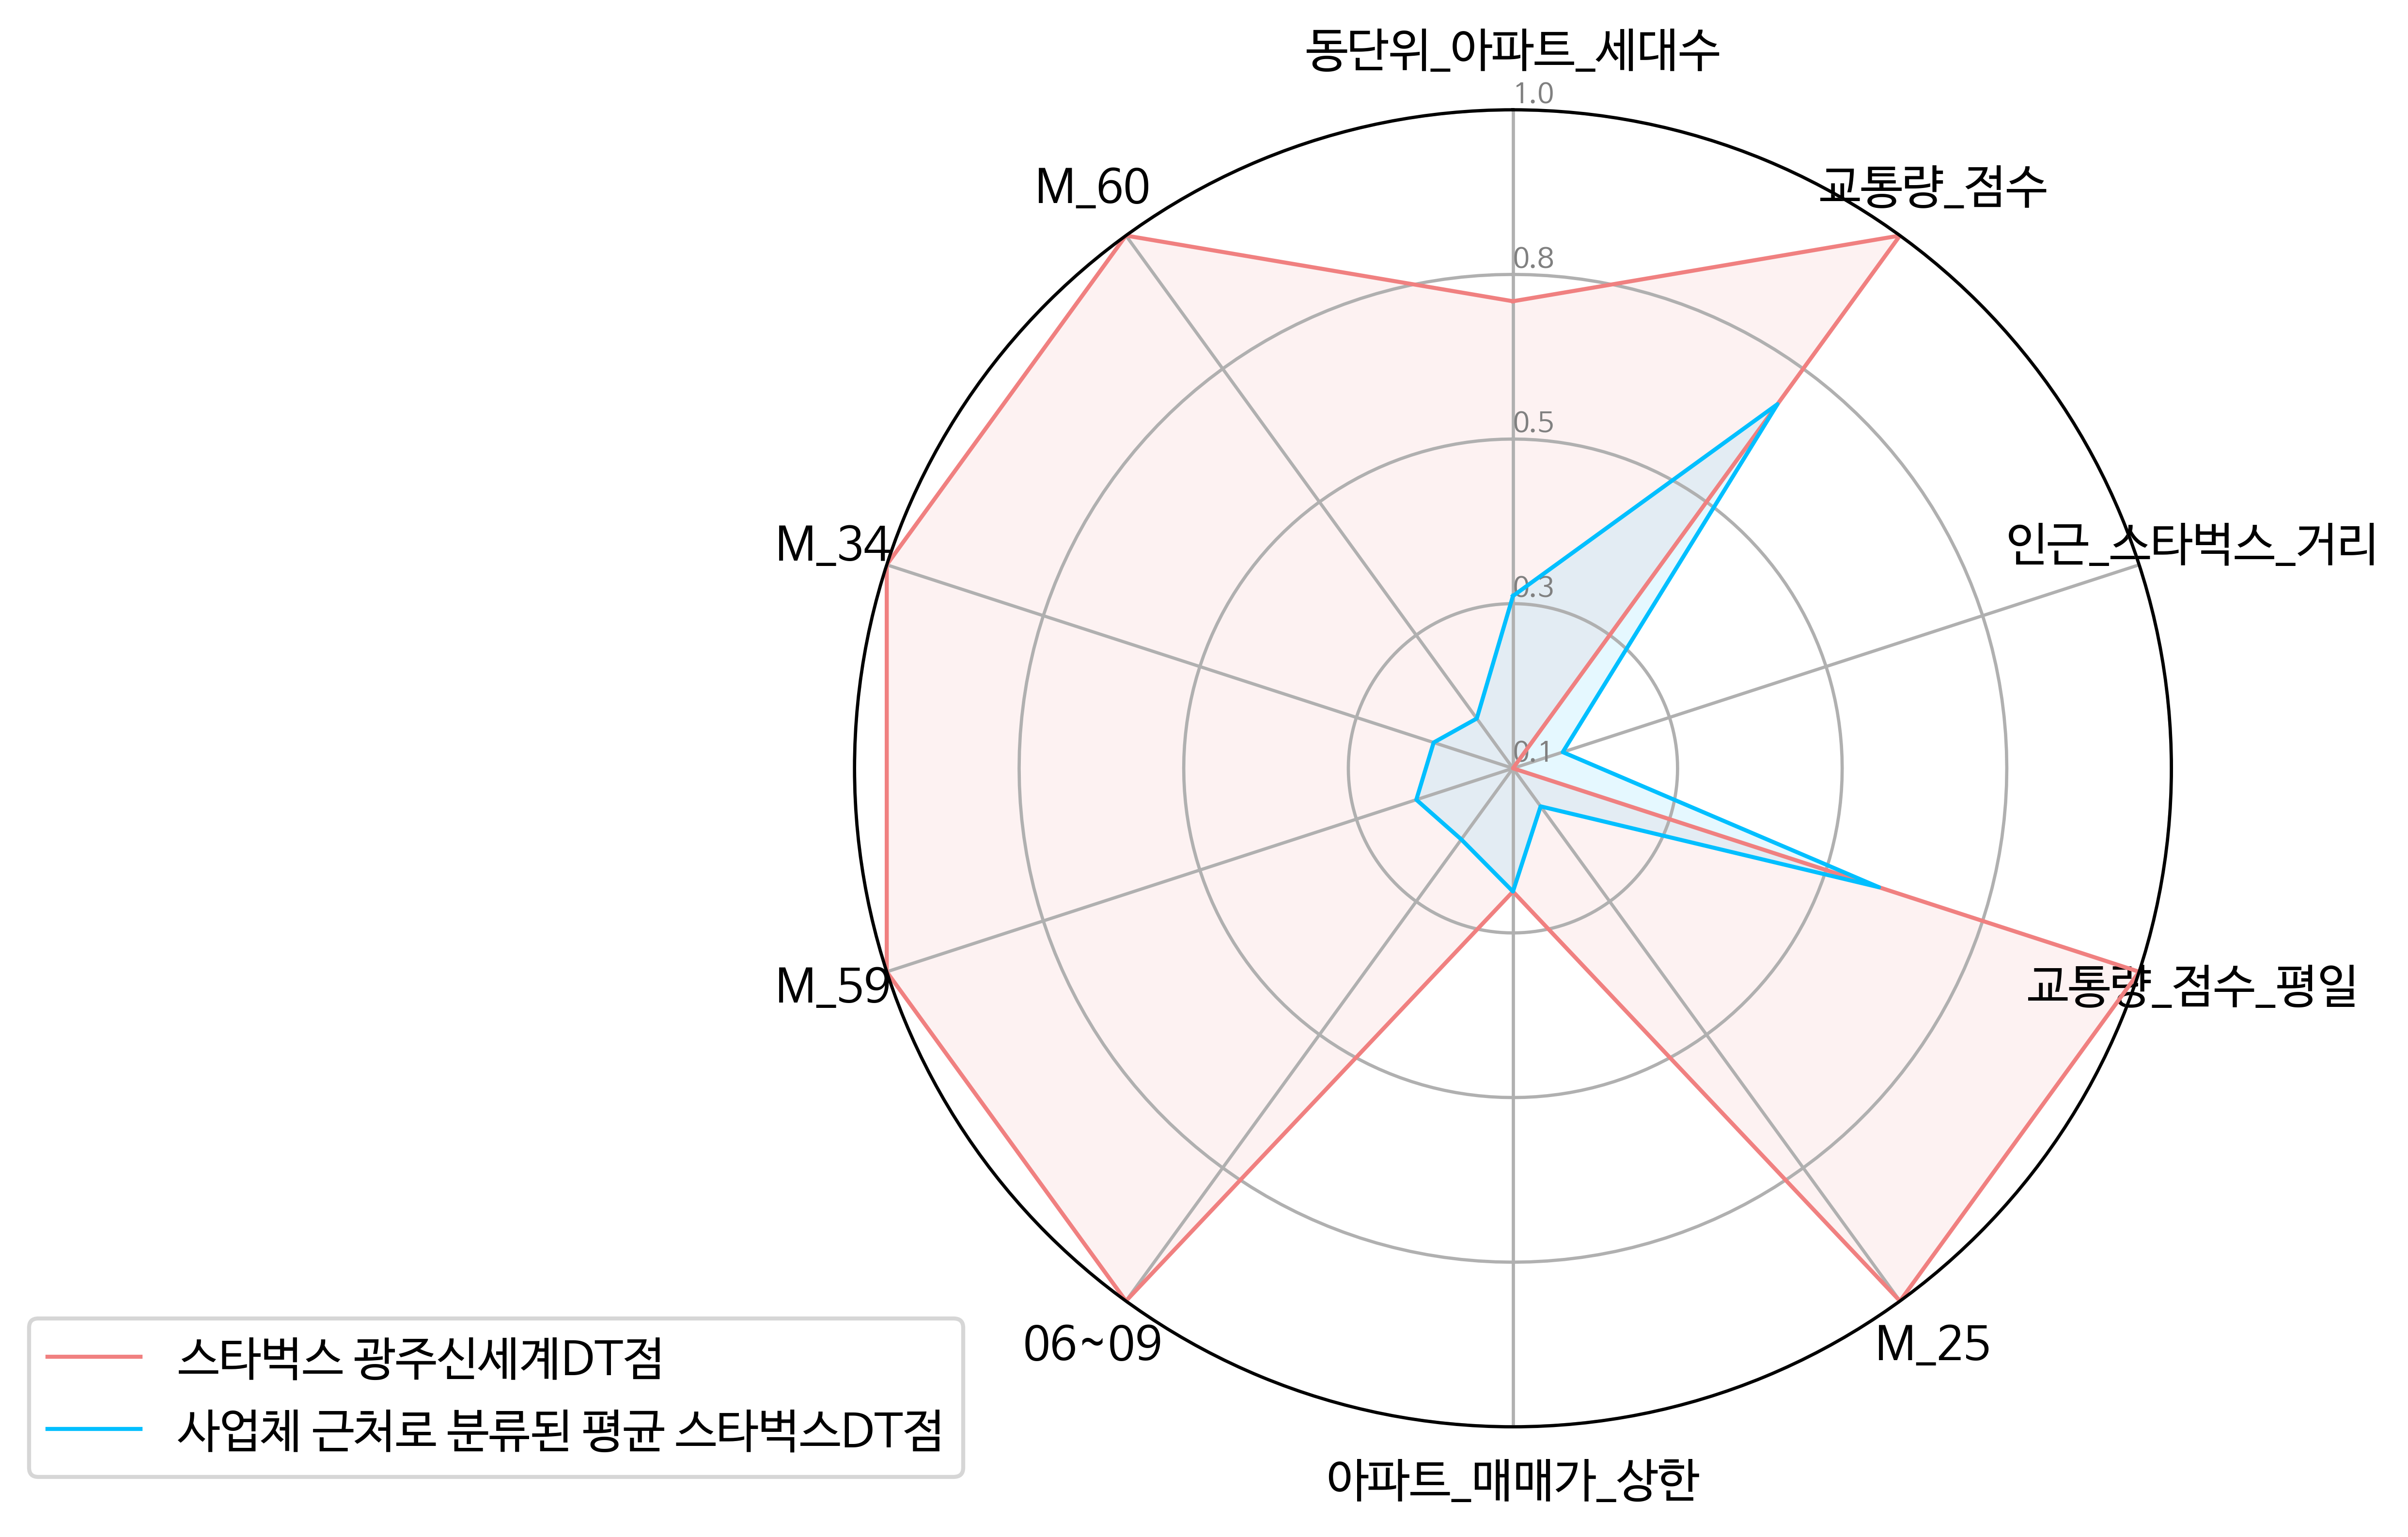 동단위_아파트_세대수
1.0
M_60
교통량_점수
0.8
0.5
M_34
인근_스타벅스_거리
0.3
0.1
M_59
교통량_점수_평일
06~09
M_25
아파트_매매가_상한
스타벅스 광주신세계DT점
사업체 근처로 분류된 평균 스타벅스DT점